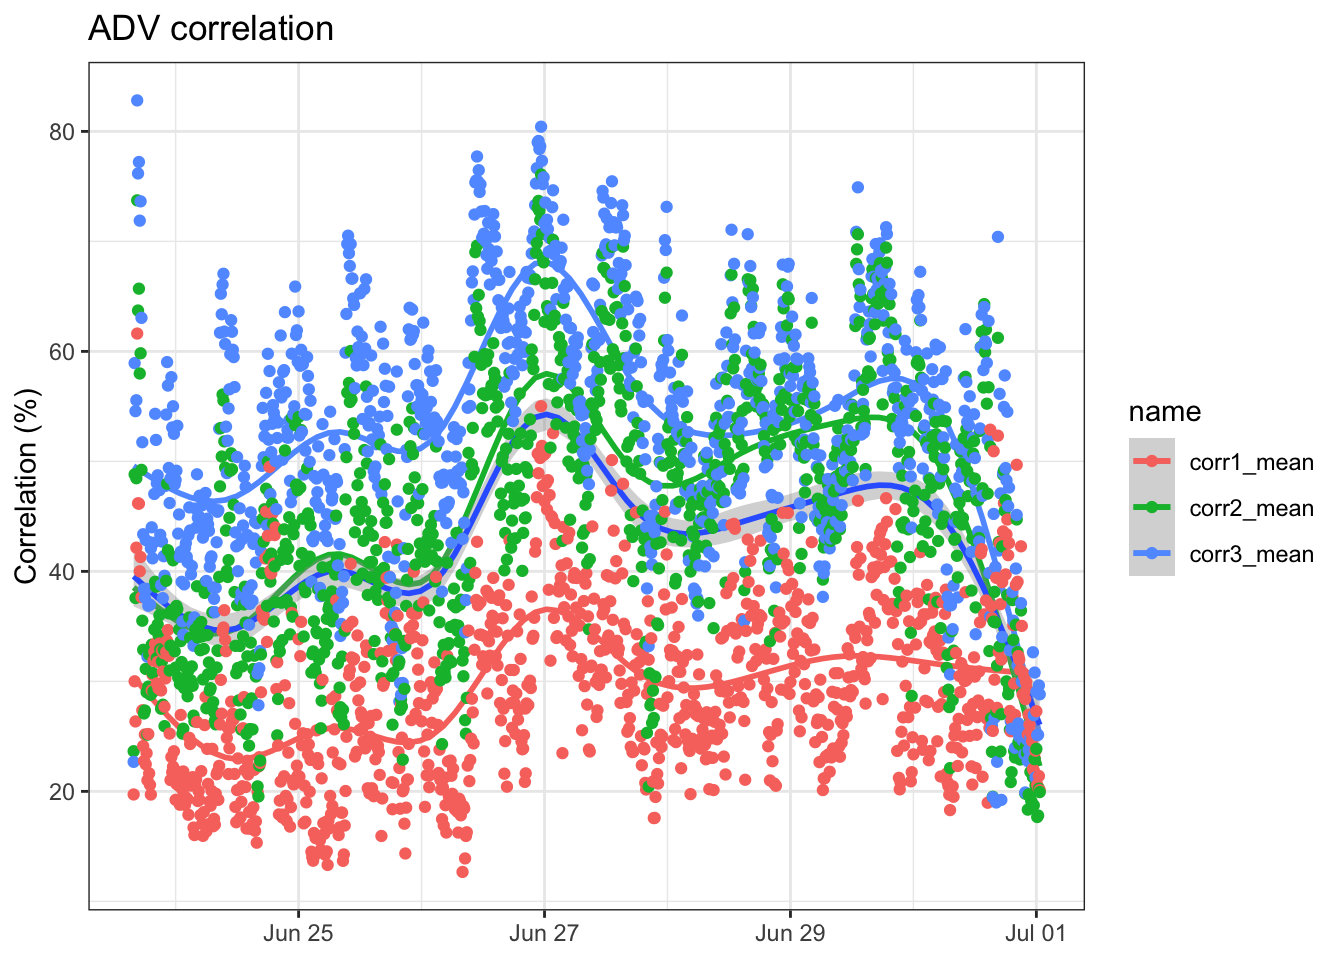 ADV correlation
Correlation (%)
80
60
40
20
Jun 25
Jun 27
Jun 29
Jul 01
name
corr1_mean
corr2_mean
corr3_mean